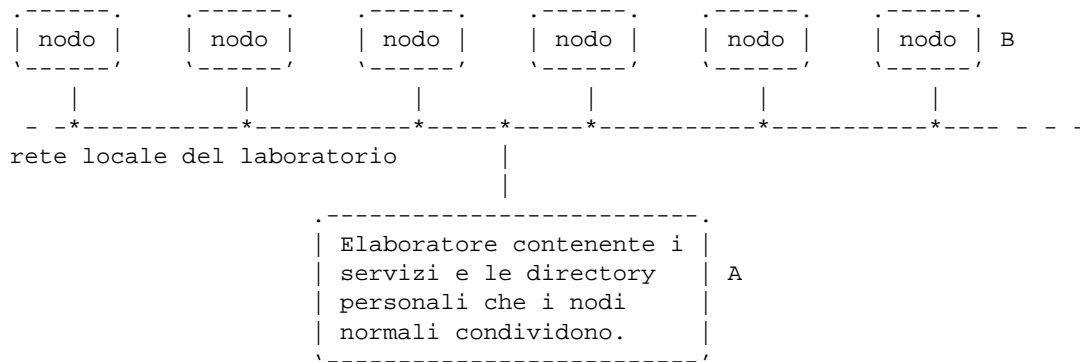 nodo nodo nodo nodo nodo nodo B
rete locale del laboratorio
Elaboratore contenente i
servizi e le directory A
personali che i nodi
normali condividono.